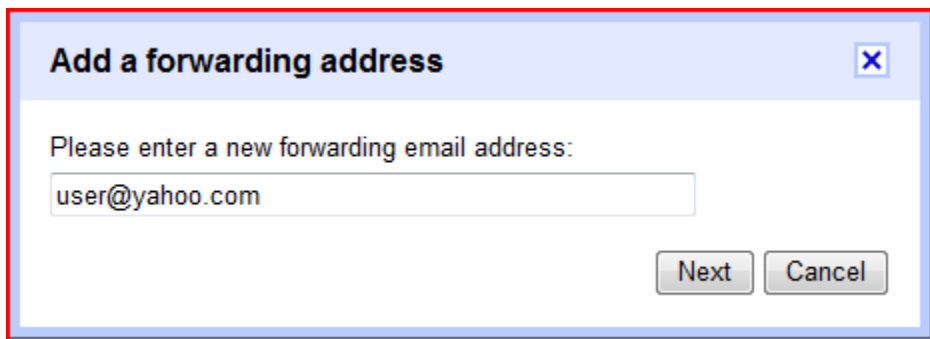 Add a forwarding address
Please enter a new forwarding email address:
user@yahoo.com
Next Cancel